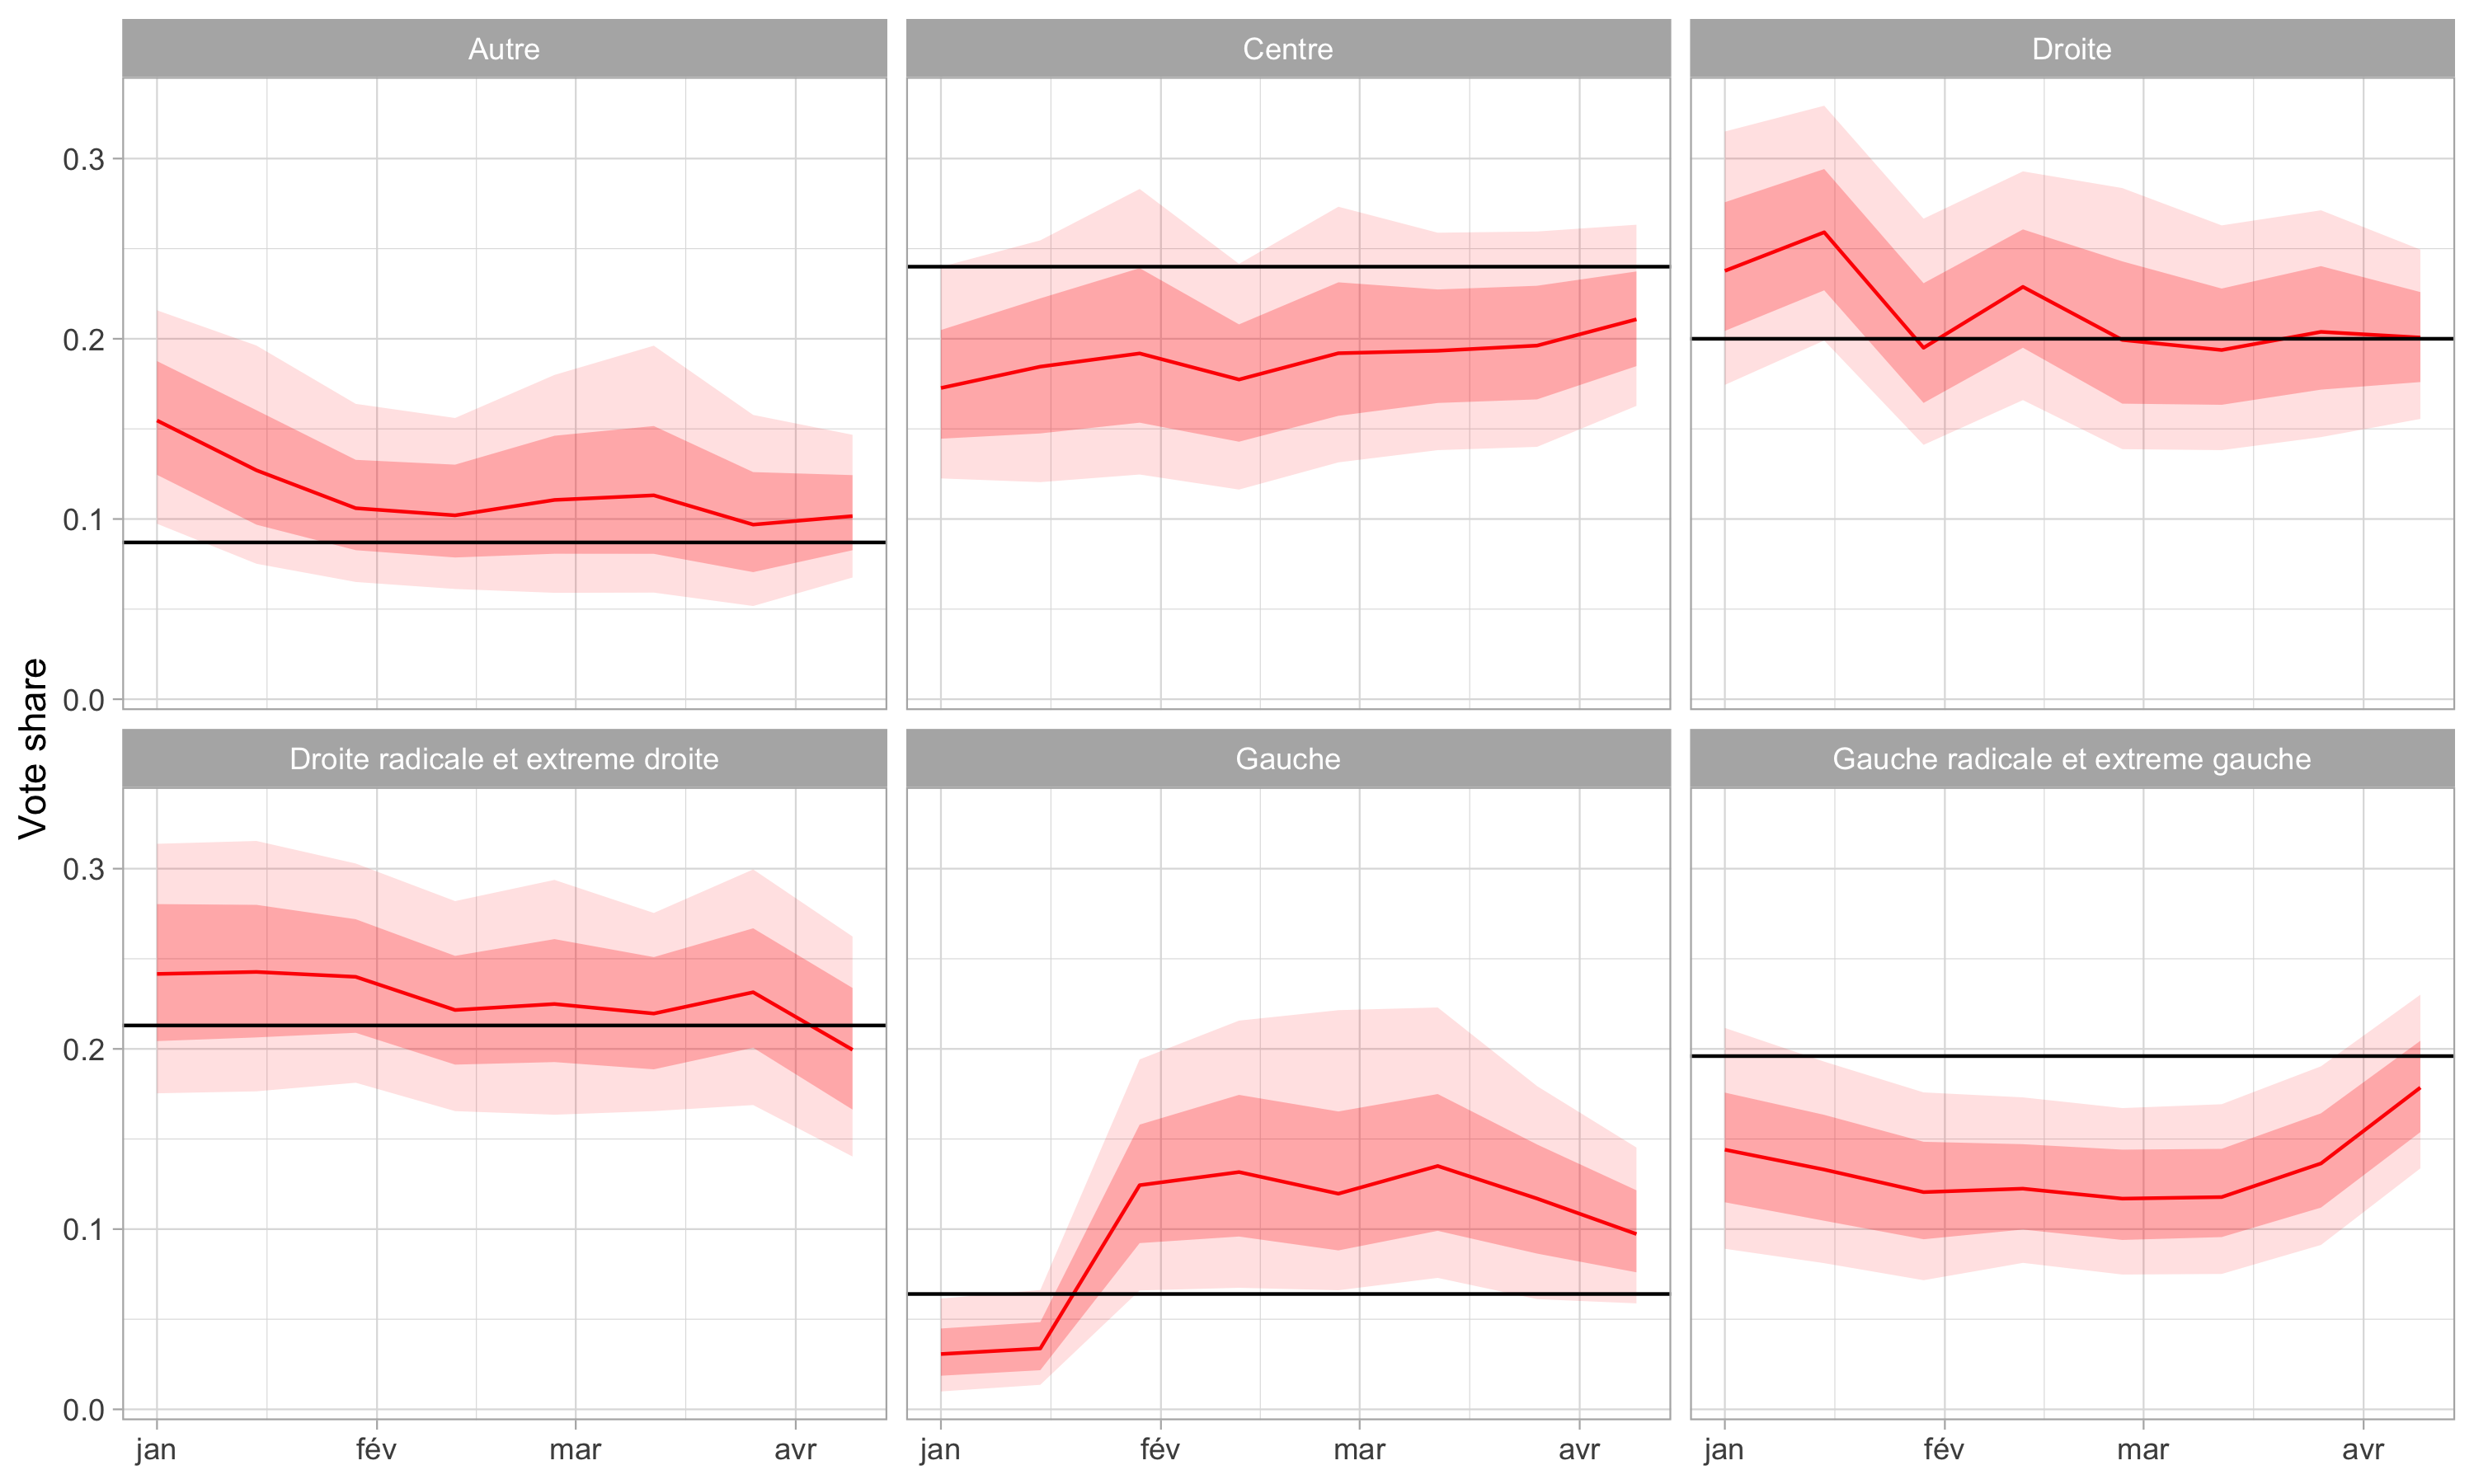 Autre
Centre
Droite
0.3
0.2
0.1
0.0
Vote share
Droite radicale et extreme droite
Gauche
Gauche radicale et extreme gauche
0.3
0.2
0.1
0.0
jan fév mar avr
jan fév mar avr
jan fév mar avr